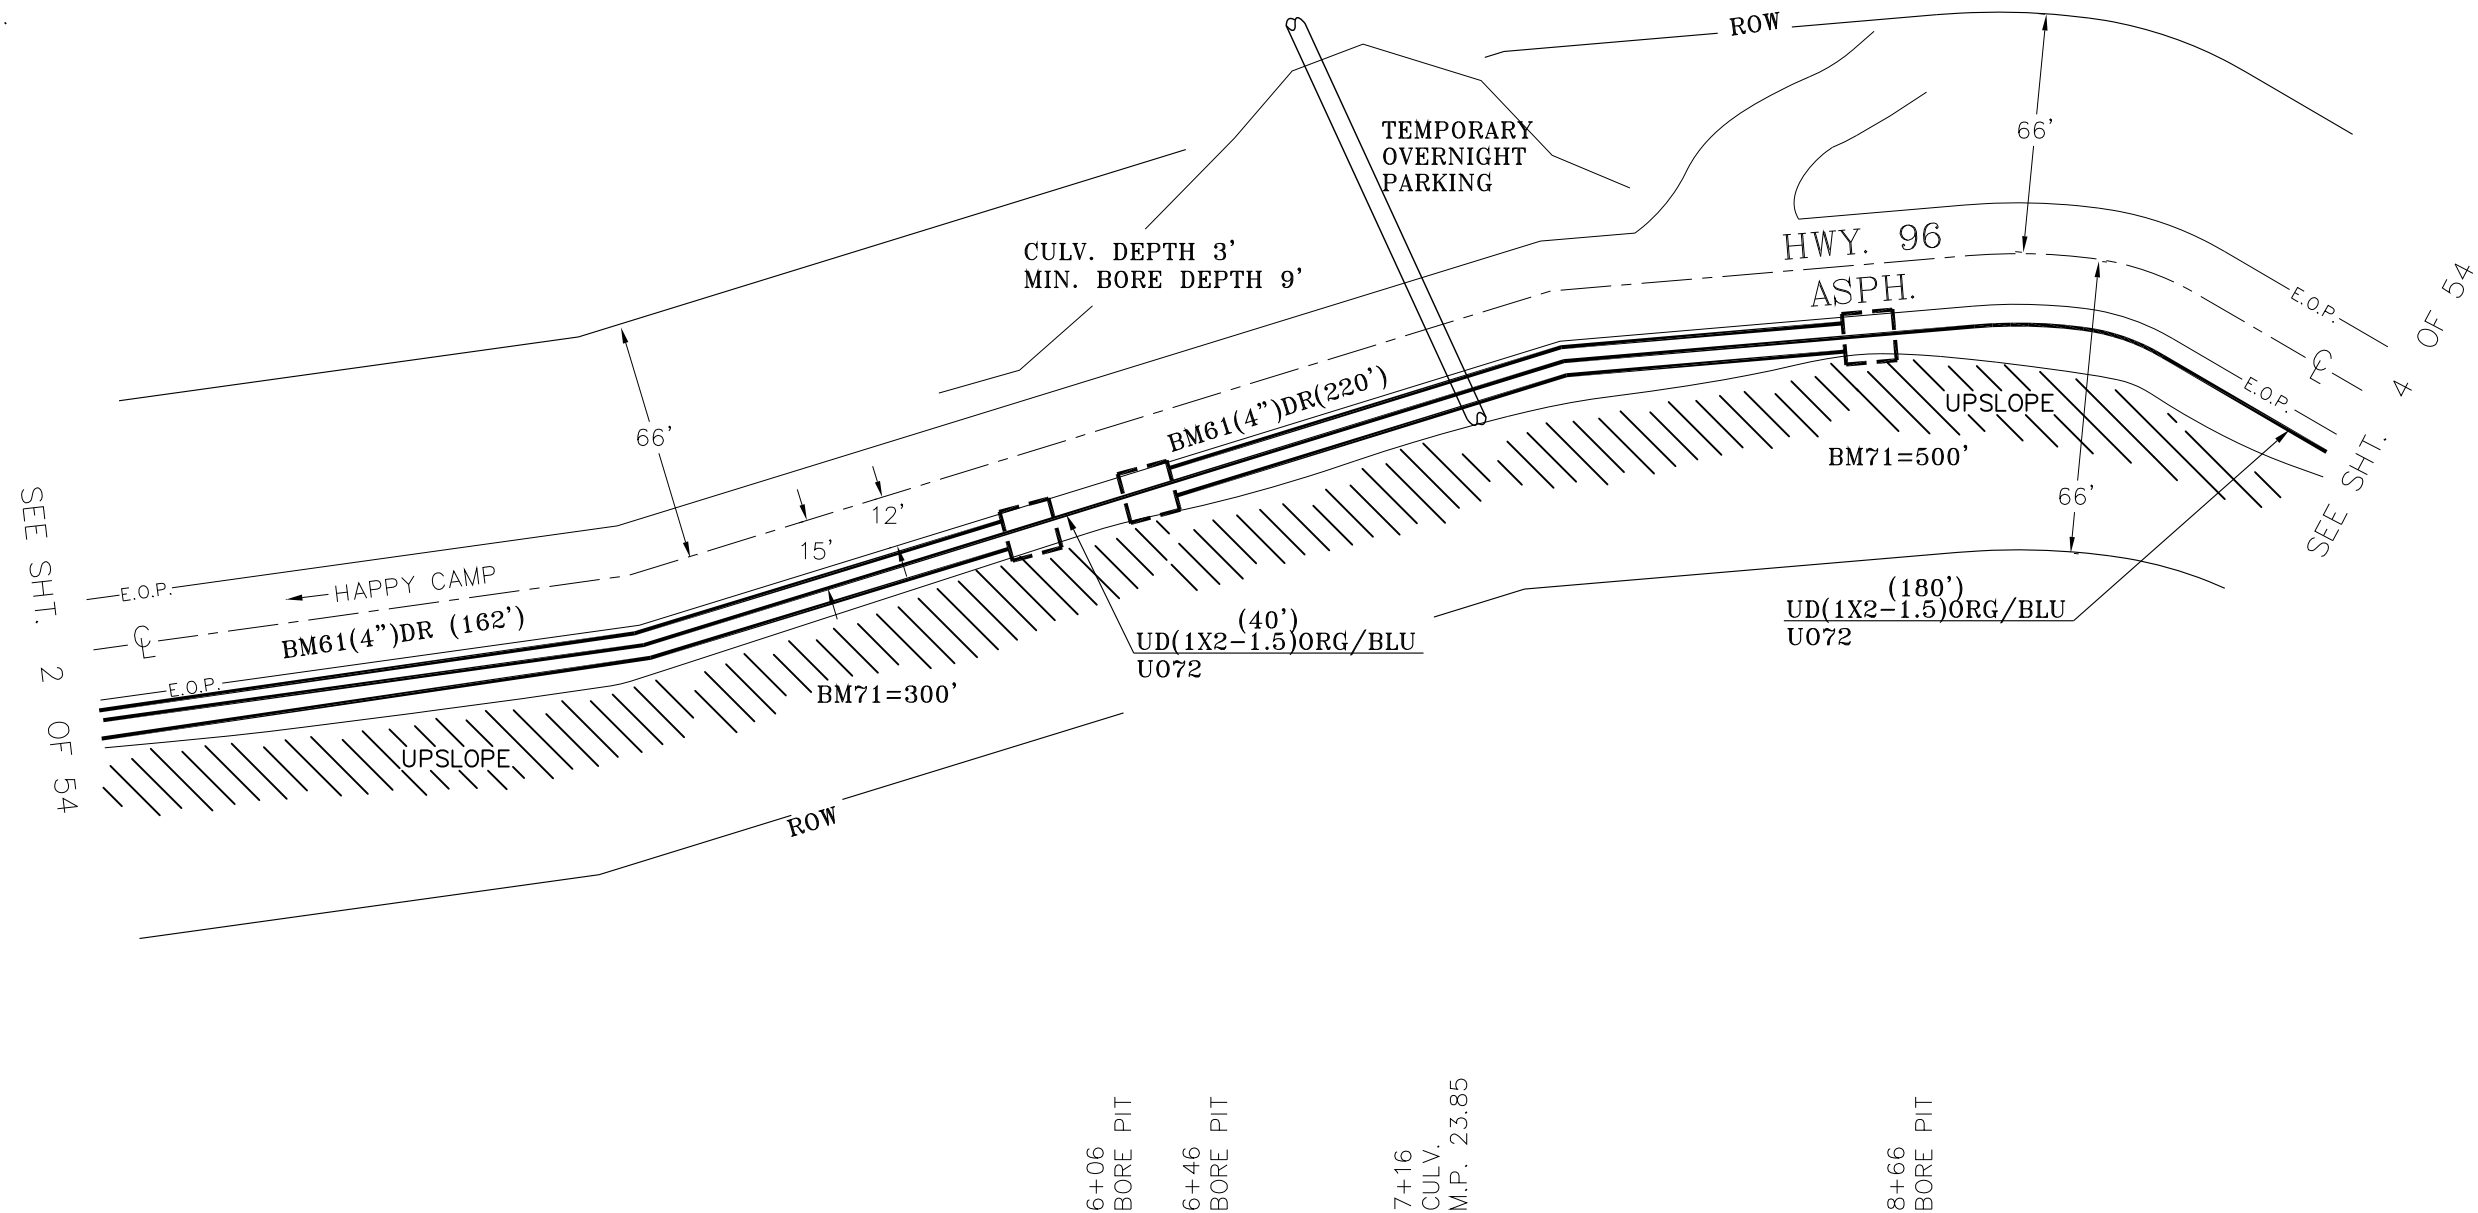 ROW
66'
TEMPORARY
OVERNIGHT
PARKING
CULV. DEPTH 3'
MIN. BORE DEPTH 9'
HWY. 96
ASPH.
E.O.P.
CL
E.O.P.
SEE SHT. 4 OF 54
BM61(4")DR(220')
UPSLOPE
BM71=500'
66'
66'
12'
15'
SEE SHT. 2 OF 54
E.O.P.
HAPPY CAMP
CL
BM61(4")DR (162')
E.O.P.
(180')
UD(1X2-1.5)ORG/BLU
UO72
(40')
UD(1X2-1.5)ORG/BLU
UO72
BM71=300'
UPSLOPE
ROW
6+06
BORE PIT
6+46
BORE PIT
7+16
CULV.
M.P. 23.85
8+66
BORE PIT